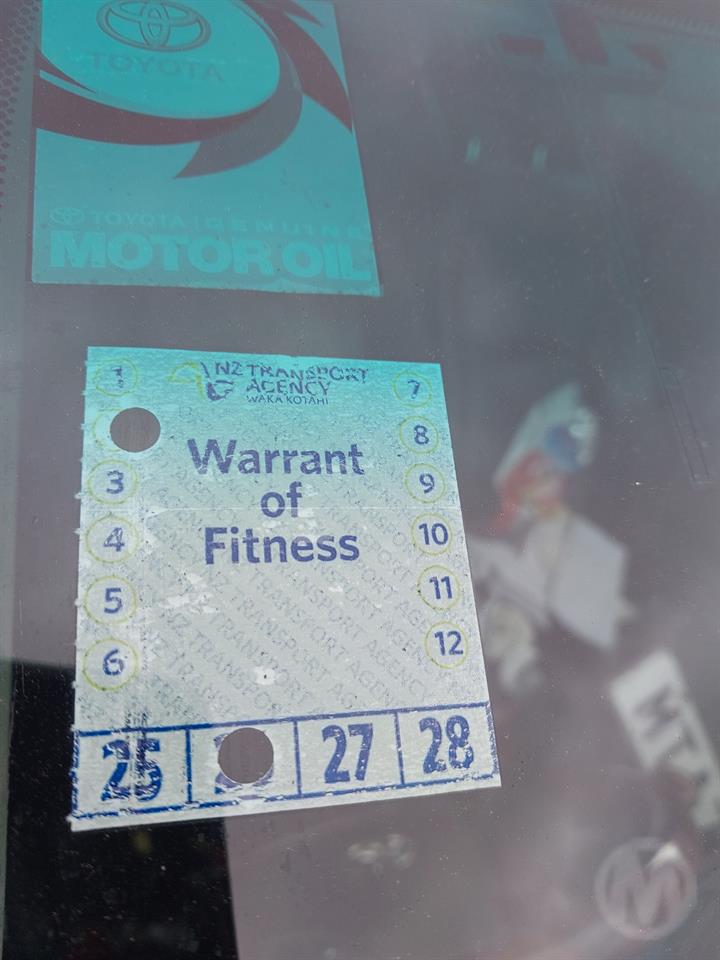 TOYOTA
TOYOTA GENUINE
MOTOR OIL
NZ TRANSPORT
AGENCY
WAKA KOTAHI
Warrant
of
Fitness
1
3
4
5
6
7
8
9
10
11
12
25
27
28
MTA
M